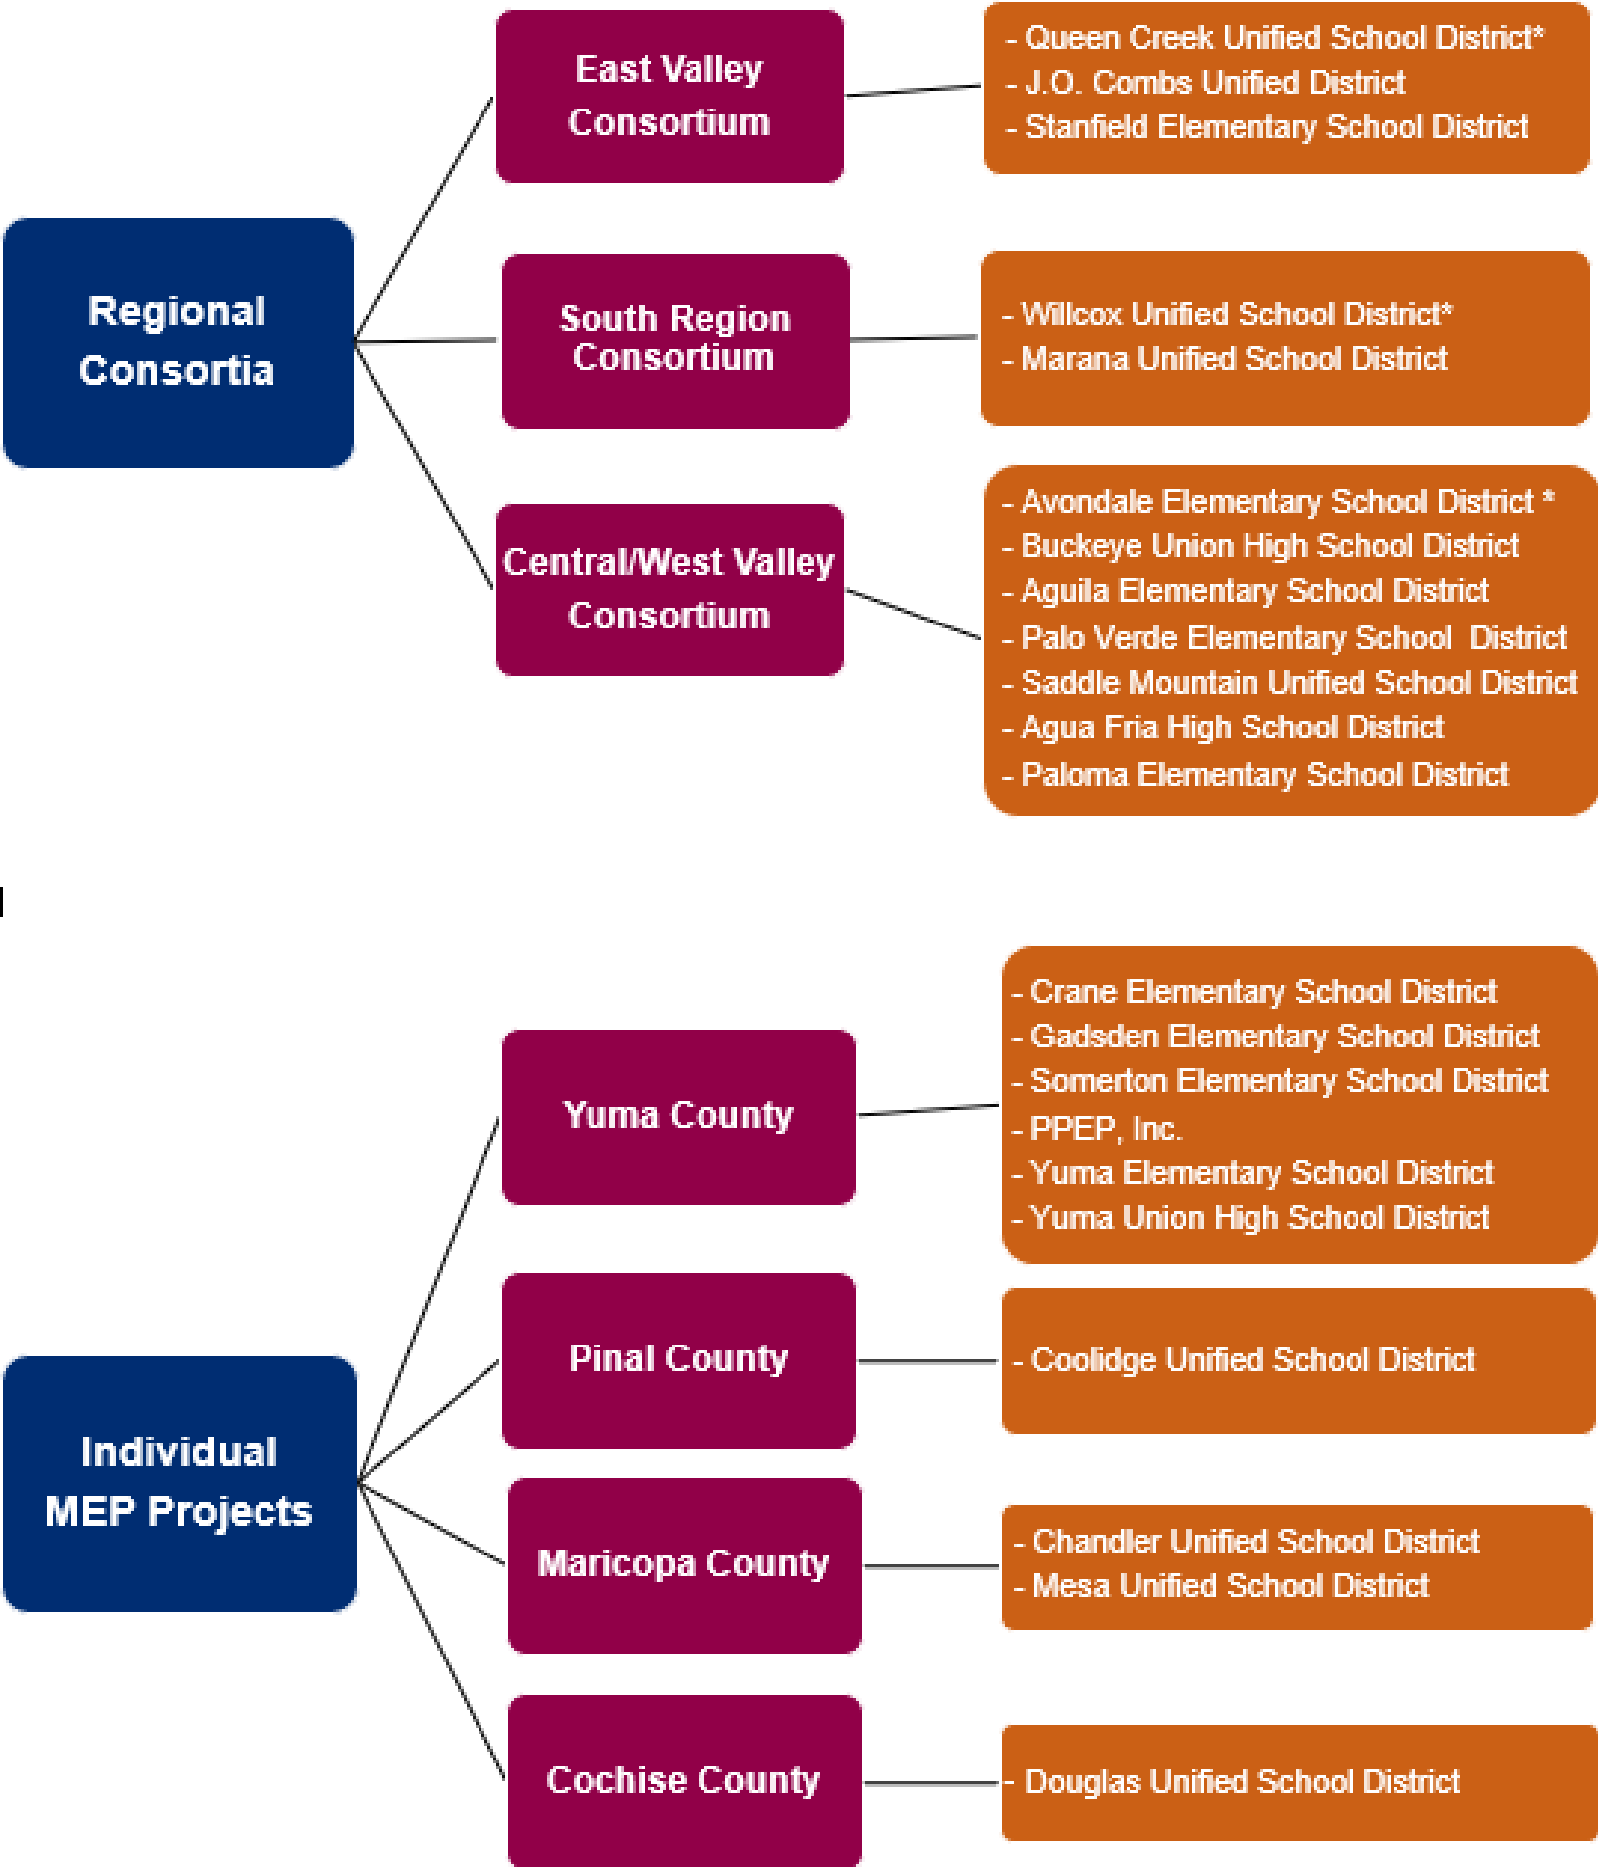 Regional
Consortia
East Valley
Consortium
- Queen Creek Unified School District*
- J.O. Combs Unified District
- Stanfield Elementary School District
South Region
Consortium
- Willcox Unified School District*
- Marana Unified School District
Central/West Valley
Consortium
- Avondale Elementary School District *
- Buckeye Union High School District
- Aguila Elementary School District
- Palo Verde Elementary School  District
- Saddle Mountain Unified School District
- Agua Fria High School District
- Paloma Elementary School District
Individual
MEP Projects
Yuma County
- Crane Elementary School District
- Gadsden Elementary School District
- Somerton Elementary School District
- PPEP, Inc.
- Yuma Elementary School District
- Yuma Union High School District
Pinal County
- Coolidge Unified School District
Maricopa County
- Chandler Unified School District
- Mesa Unified School District
Cochise County
- Douglas Unified School District